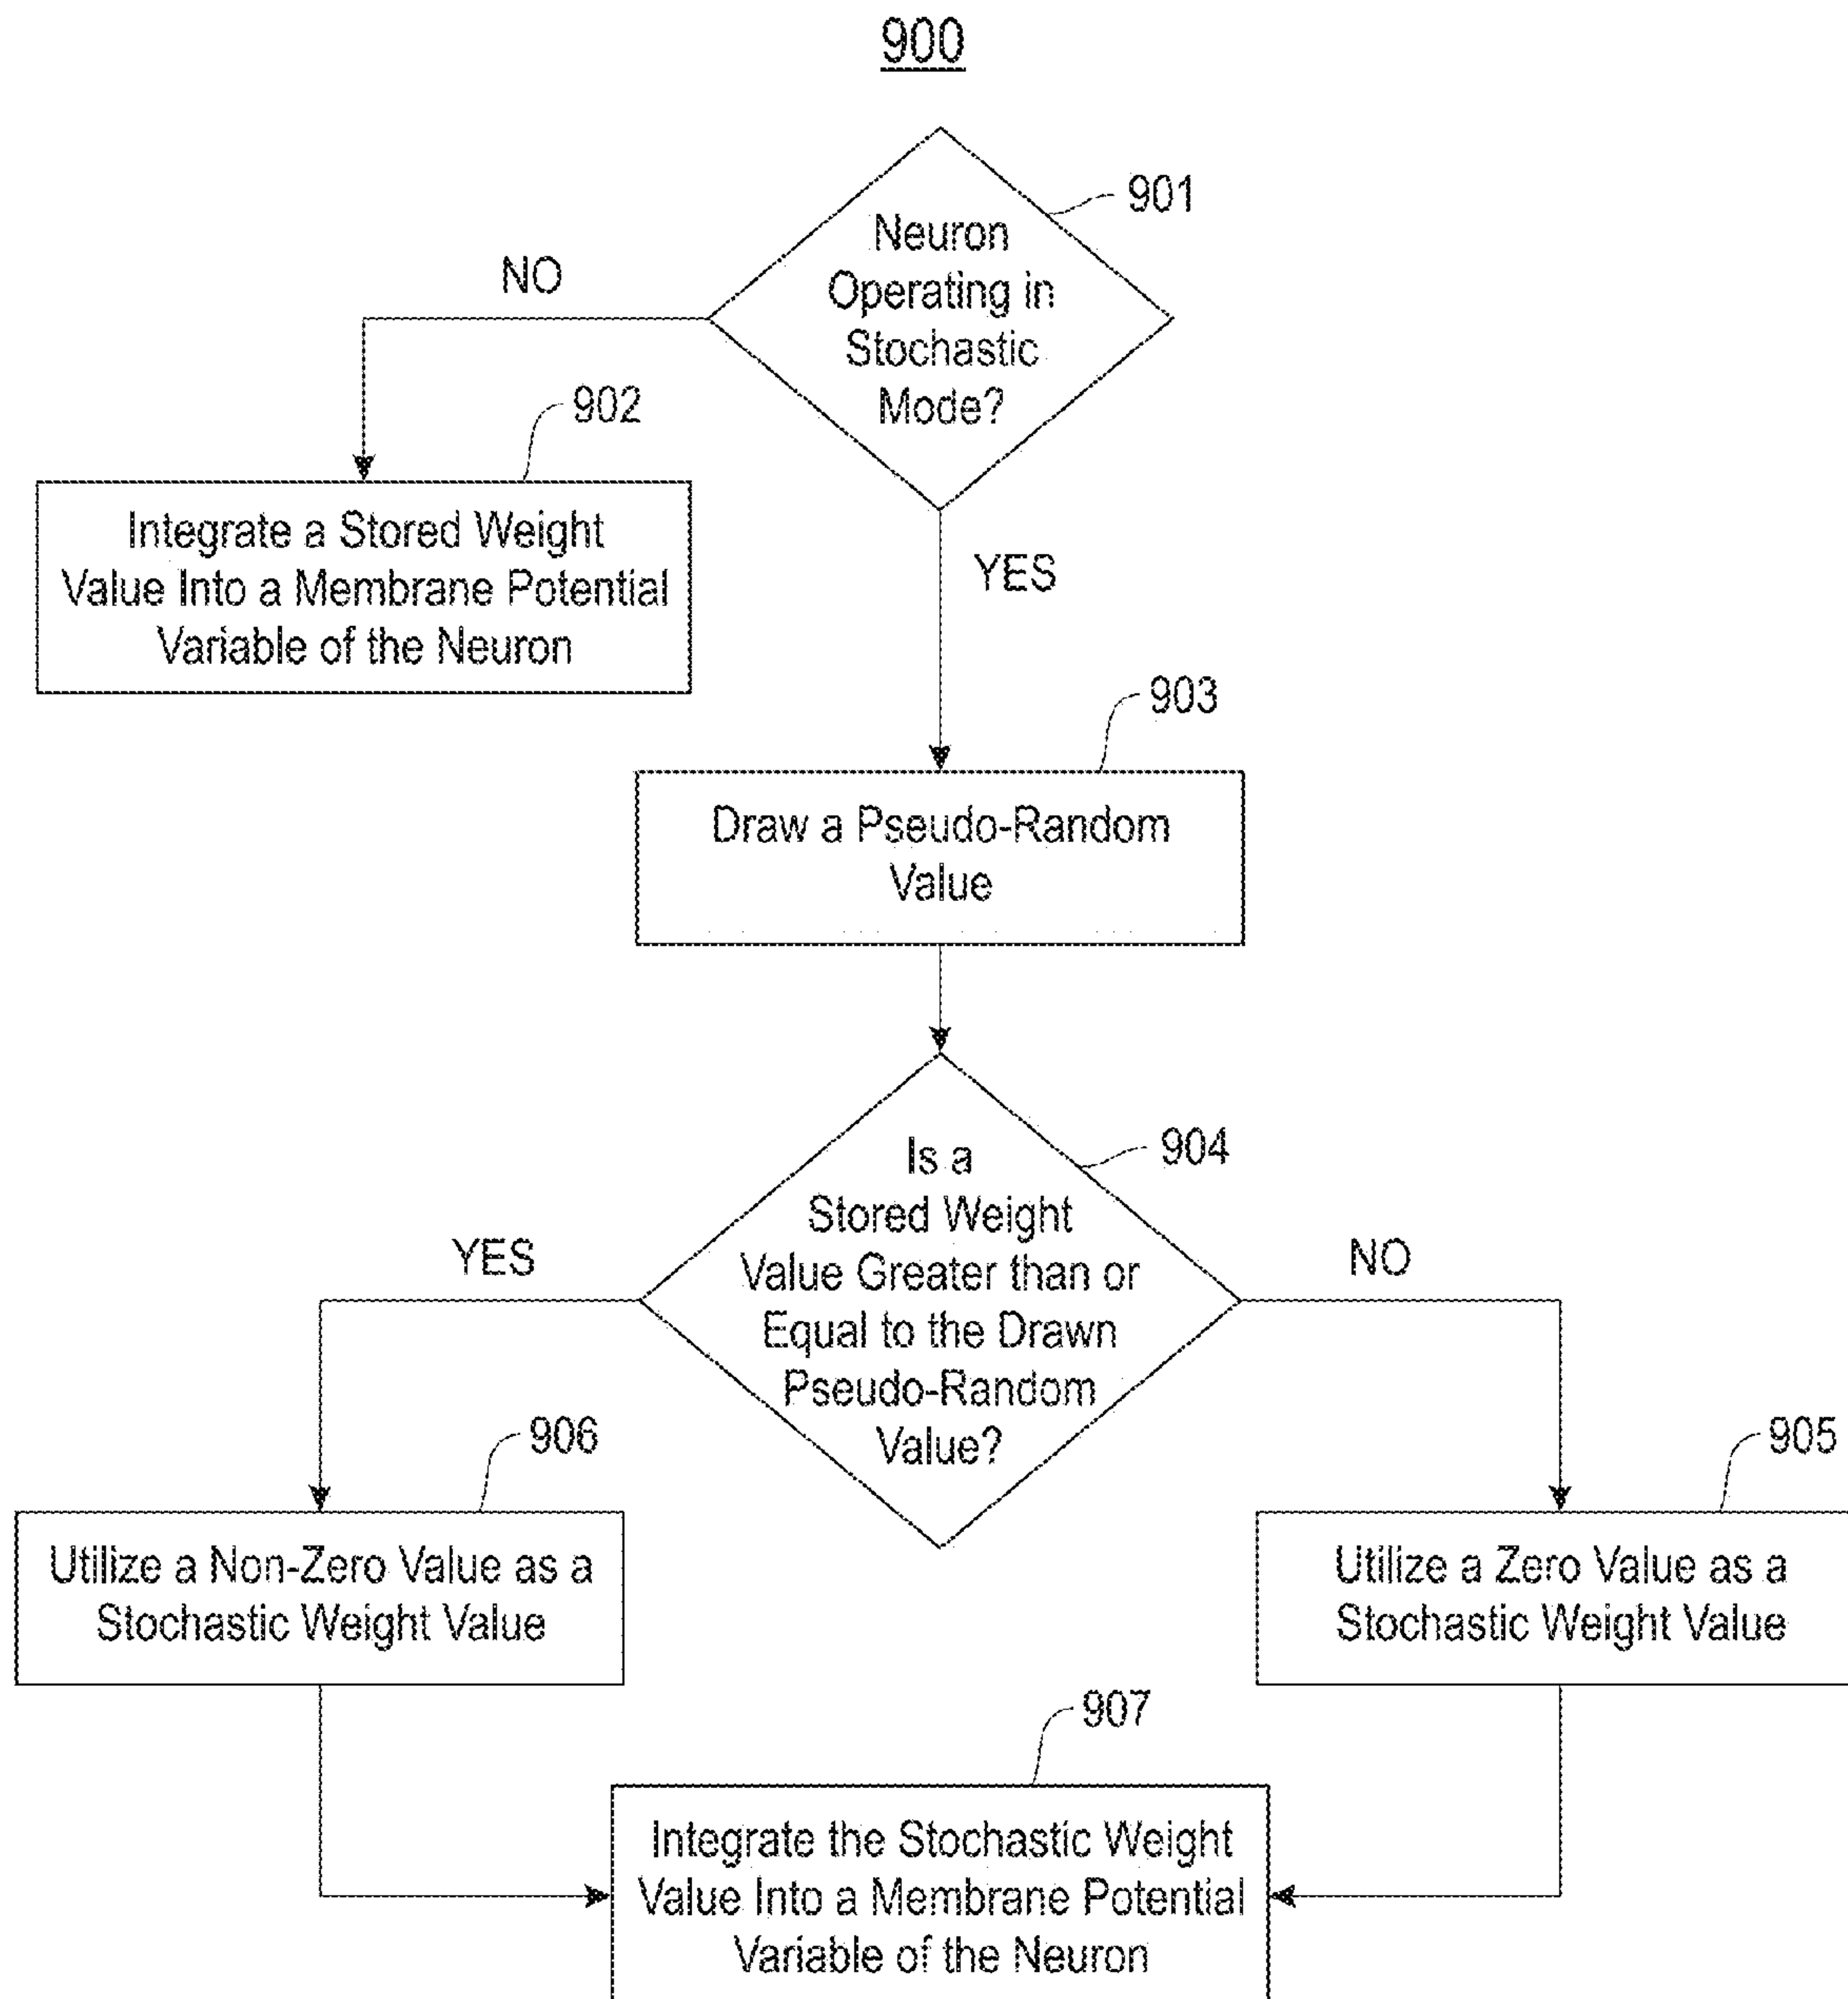 900
901
Neuron
Operating in
Stochastic
Mode?
NO
902
Integrate a Stored Weight
Value Into a Membrane Potential
Variable of the Neuron
YES
903
Draw a Pseudo-Random
Value
904
Is a
Stored Weight
Value Greater than or
Equal to the Drawn
Pseudo-Random
Value?
YES
NO
906
Utilize a Non-Zero Value as a
Stochastic Weight Value
905
Utilize a Zero Value as a
Stochastic Weight Value
907
Integrate the Stochastic Weight
Value Into a Membrane Potential
Variable of the Neuron